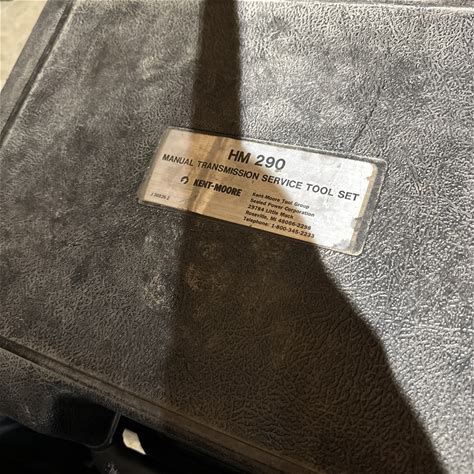 HM 290
MANUAL TRANSMISSION SERVICE TOOL SET
KENT-MOORE
Kent-Moore Tool Group
Sealed Power Corporation
29784 Little Mack
Roseville, MI 48066-2298
Telephone: 1-800-345-2233